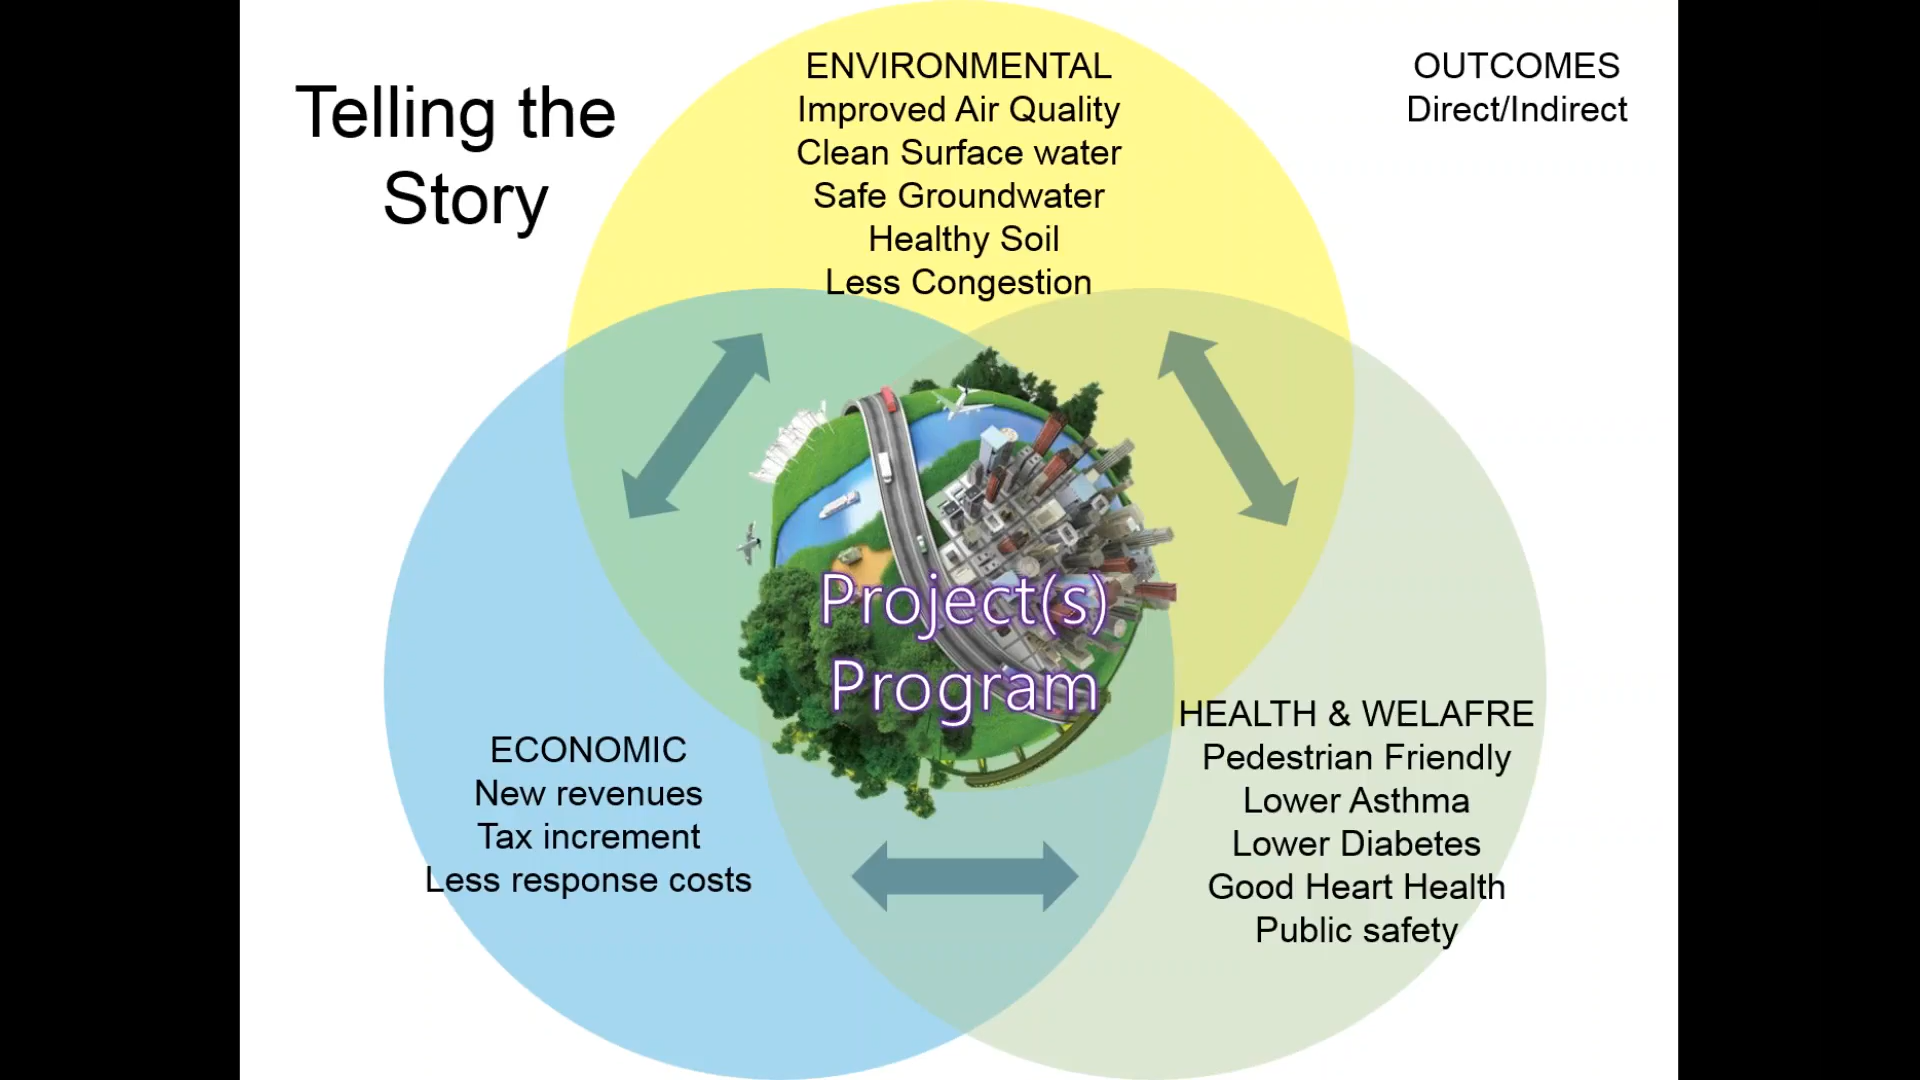 Telling the
Story
ENVIRONMENTAL
Improved Air Quality
Clean Surface water
Safe Groundwater
Healthy Soil
Less Congestion
OUTCOMES
Direct/Indirect
Project(s)
Program
ECONOMIC
New revenues
Tax increment
Less response costs
HEALTH & WELAFRE
Pedestrian Friendly
Lower Asthma
Lower Diabetes
Good Heart Health
Public safety